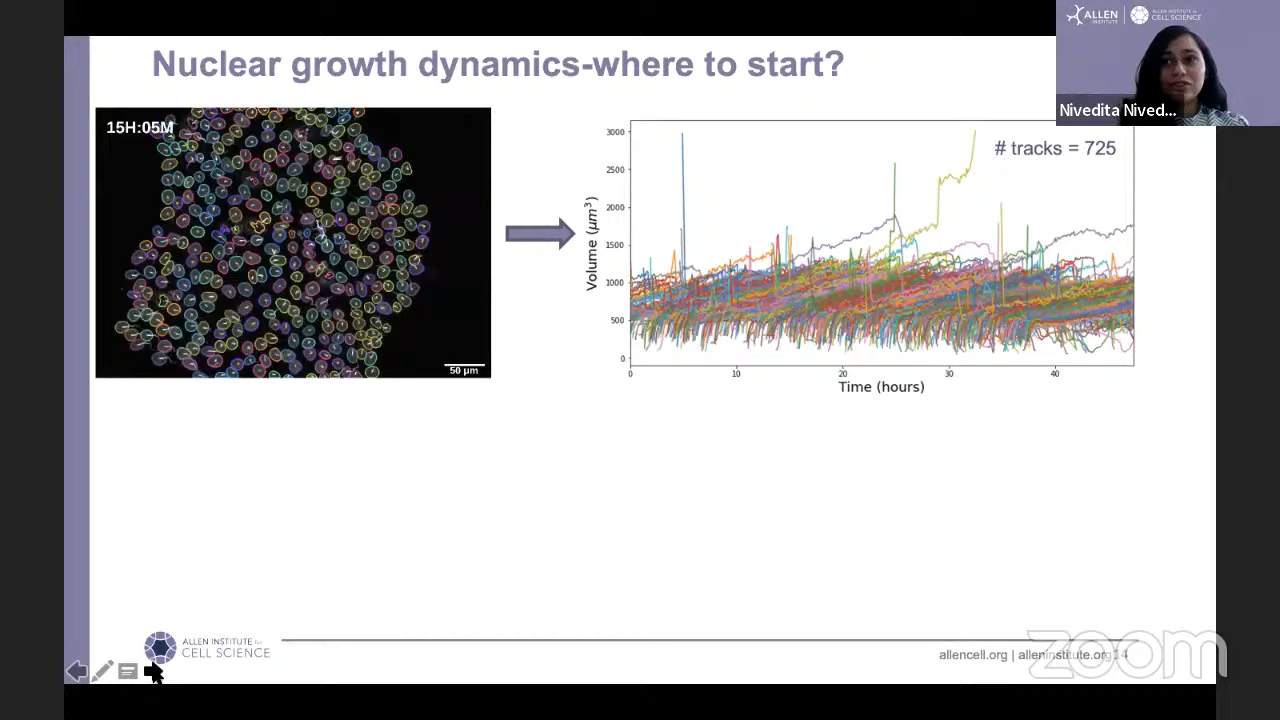 Nuclear growth dynamics-where to start?
ALLEN INSTITUTE
ALLEN INSTITUTE for CELL SCIENCE
Nivedita Nived...
15H:05M
50 µm
# tracks = 725
Volume (µm³)
3000
2500
2000
1500
1000
500
0
0 10 20 30 40
Time (hours)
ALLEN INSTITUTE for
CELL SCIENCE
allencell.org | alleninstitute.org 14
zoom